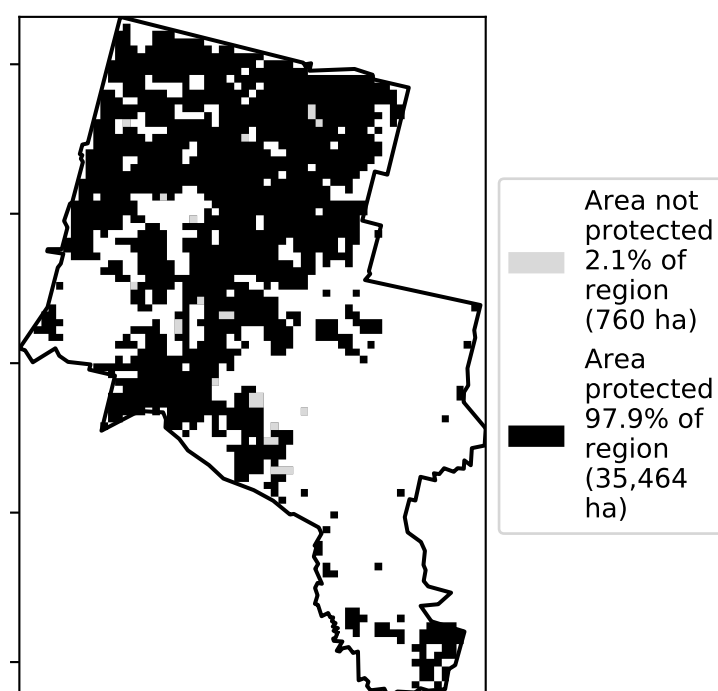 Area not
protected
2.1% of
region
(760 ha)
Area
protected
97.9% of
region
(35,464
ha)